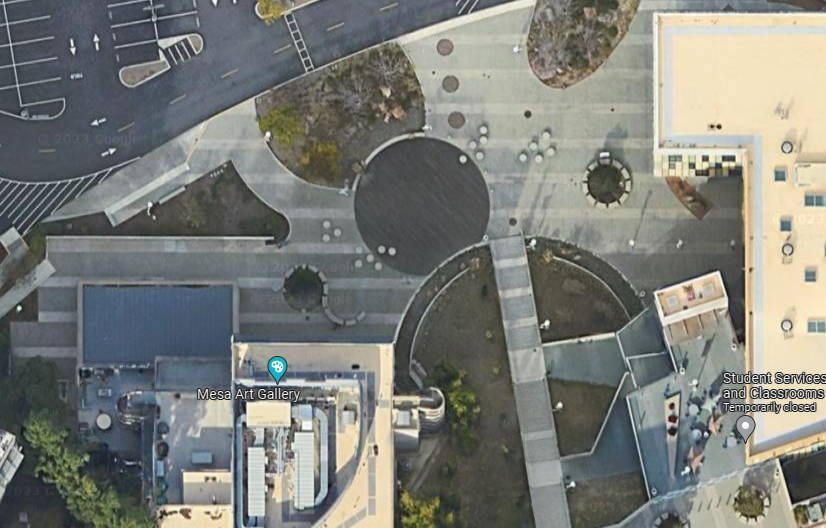 Mesa Art Gallery
Student Services
and Classrooms
Temporarily closed